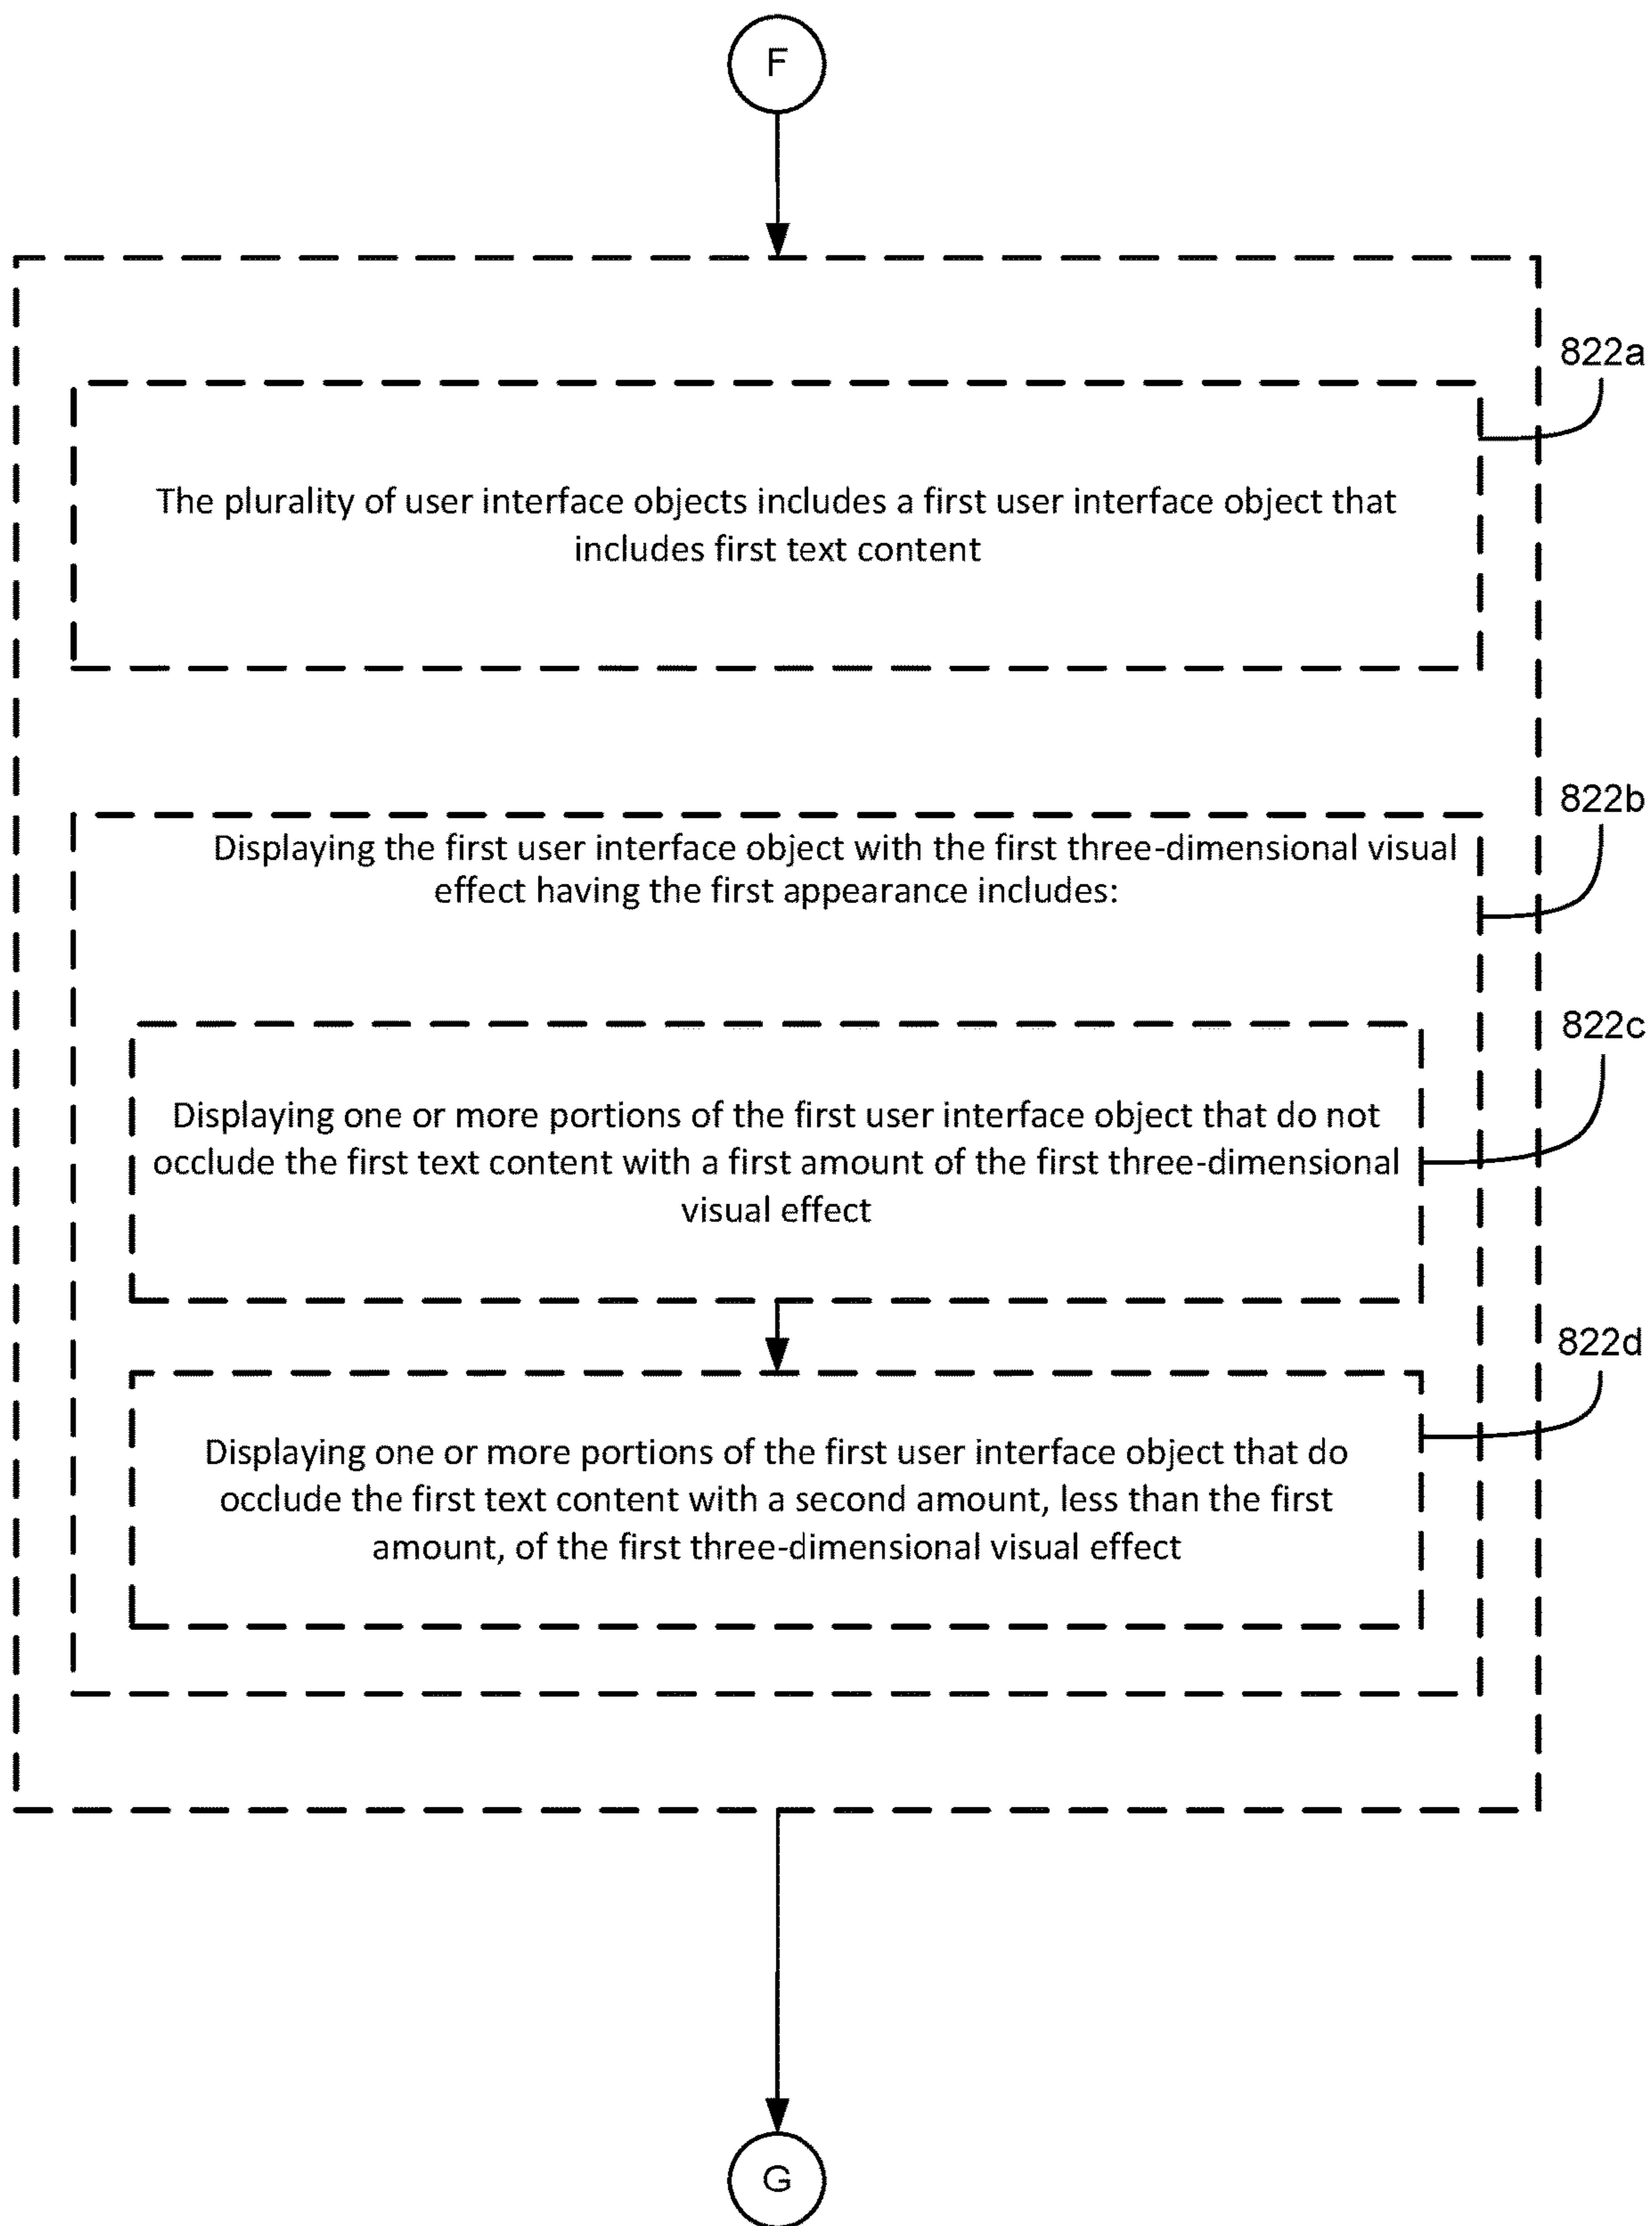 F
822a
The plurality of user interface objects includes a first user interface object that
includes first text content
822b
Displaying the first user interface object with the first three-dimensional visual
effect having the first appearance includes:
822c
Displaying one or more portions of the first user interface object that do not
occlude the first text content with a first amount of the first three-dimensional
visual effect
822d
Displaying one or more portions of the first user interface object that do
occlude the first text content with a second amount, less than the first
amount, of the first three-dimensional visual effect
G